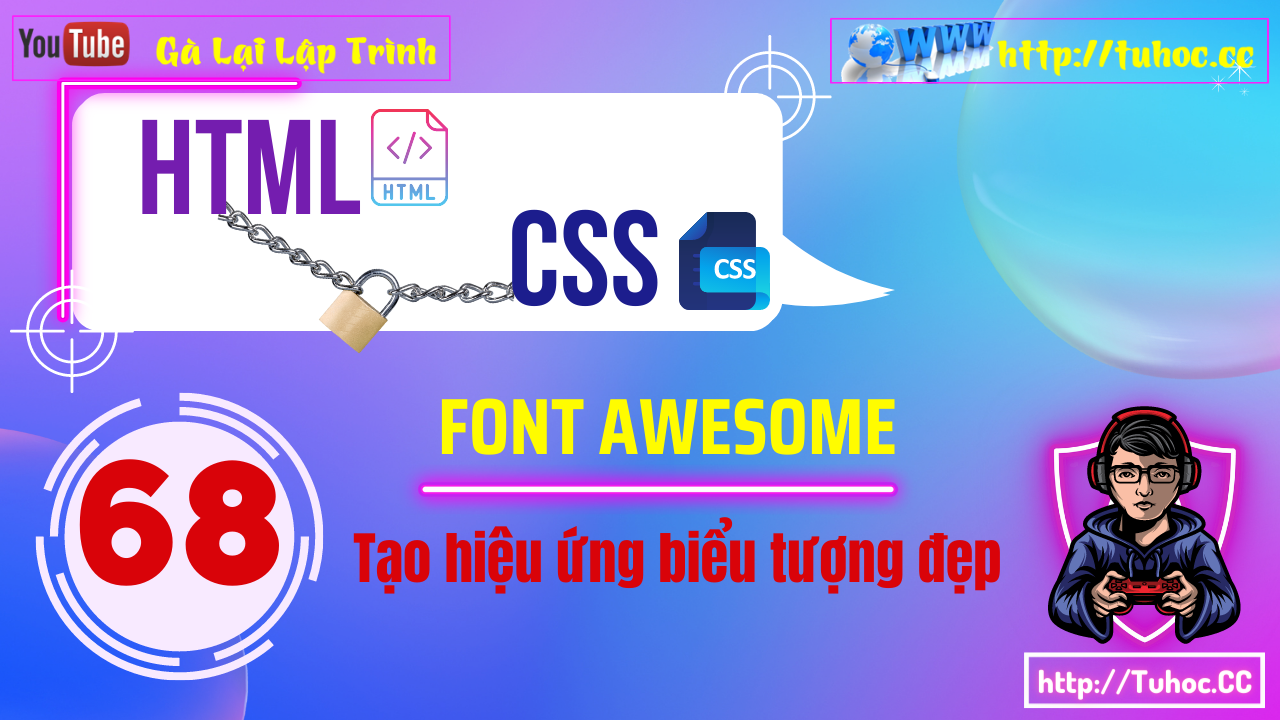 YouTube Gà Lại Lập Trình
WWW http://tuhoc.cc
HTML
</>
HTML
CSS
CSS
68
FONT AWESOME
Tạo hiệu ứng biểu tượng đẹp
http://Tuhoc.CC